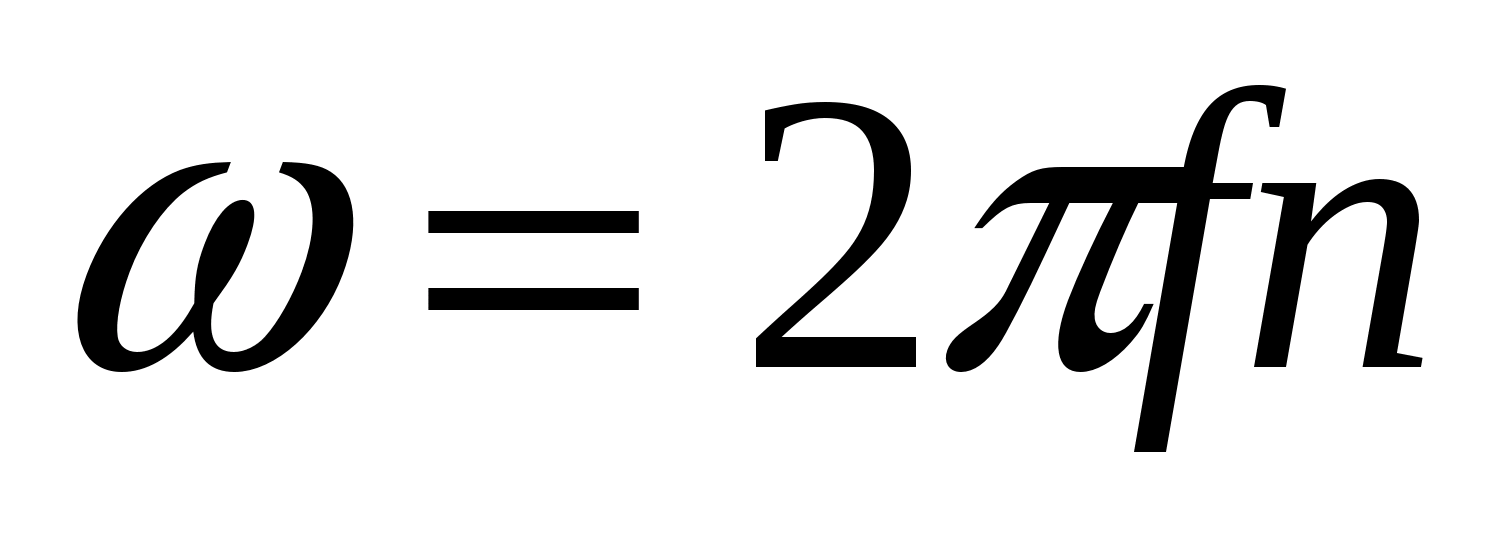 ω = 2πfn